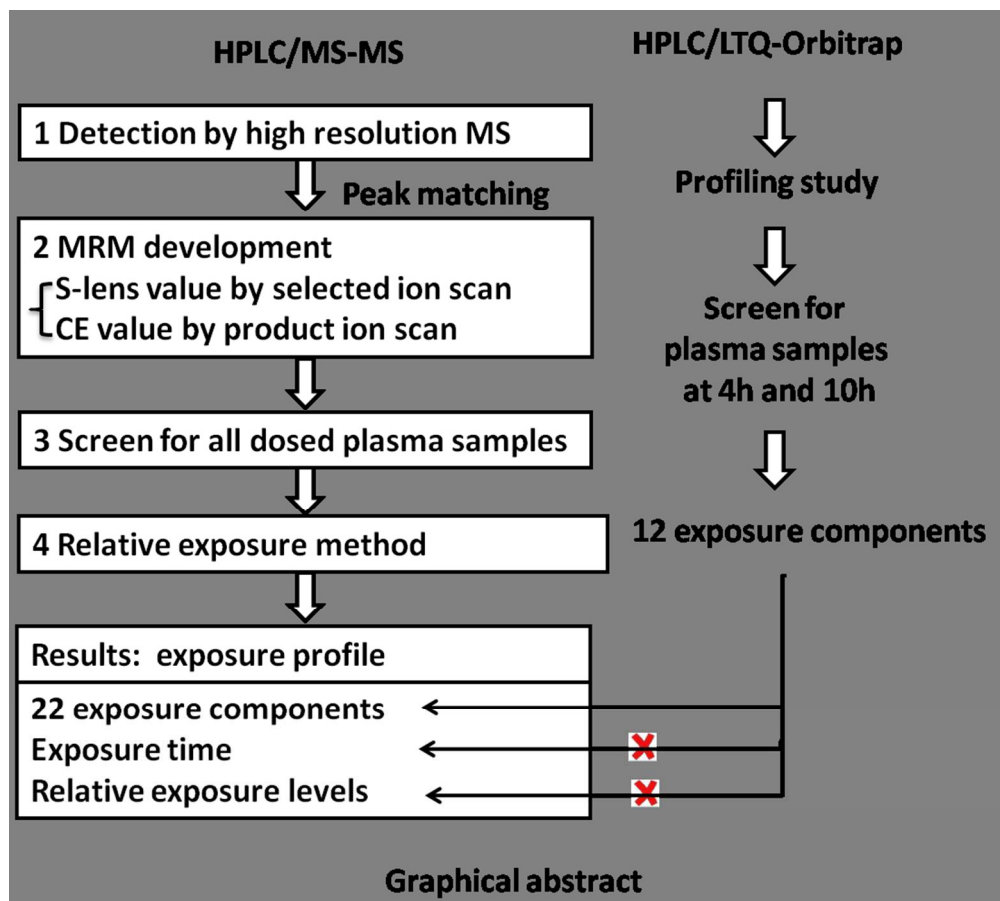 HPLC/MS-MS
1 Detection by high resolution MS
Peak matching
2 MRM development
S-lens value by selected ion scan
CE value by product ion scan
3 Screen for all dosed plasma samples
4 Relative exposure method
Results: exposure profile
22 exposure components
Exposure time
Relative exposure levels
HPLC/LTQ-Orbitrap
Profiling study
Screen for
plasma samples
at 4h and 10h
12 exposure components
Graphical abstract